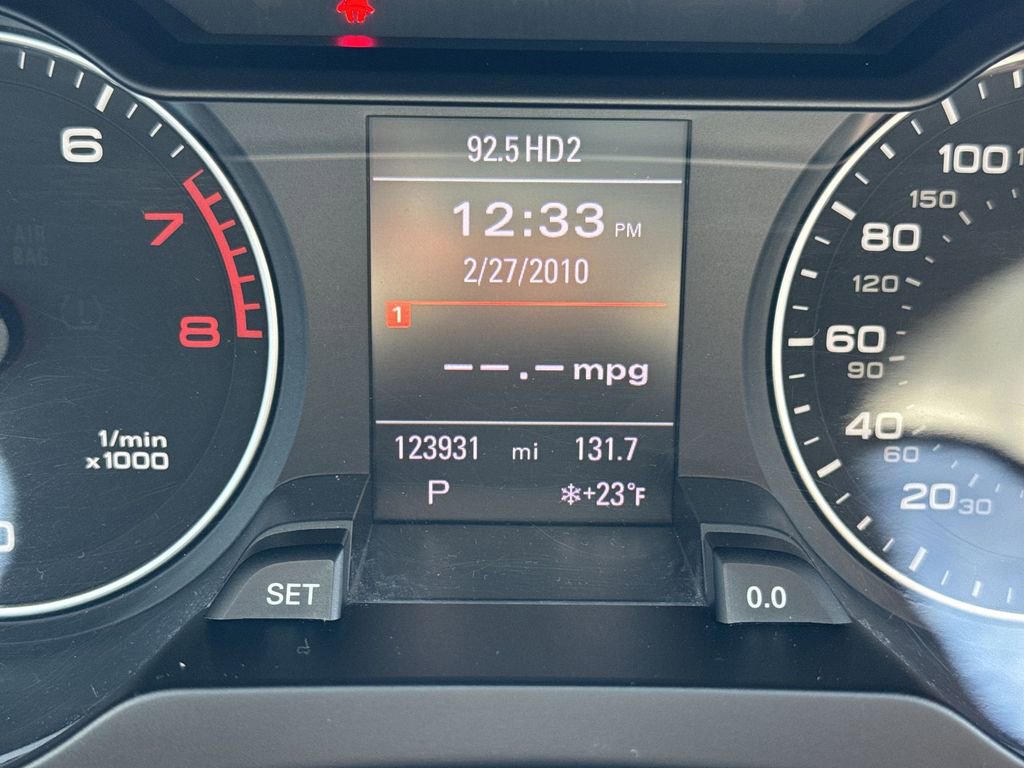 92.5 HD2
12:33 PM
2/27/2010
1
--.- mpg
123931 mi 131.7
P
+23°F
SET
0.0
6
7
8
1/min
x1000
AIR
BAG
100
150
80
120
60
90
40
60
20
30